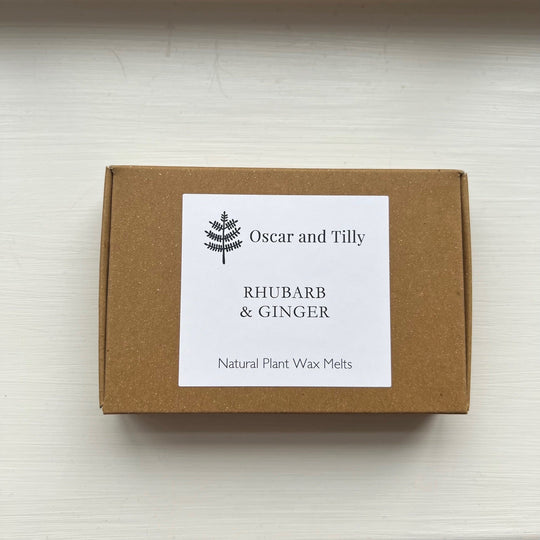 Oscar and Tilly
RHUBARB
& GINGER
Natural Plant Wax Melts